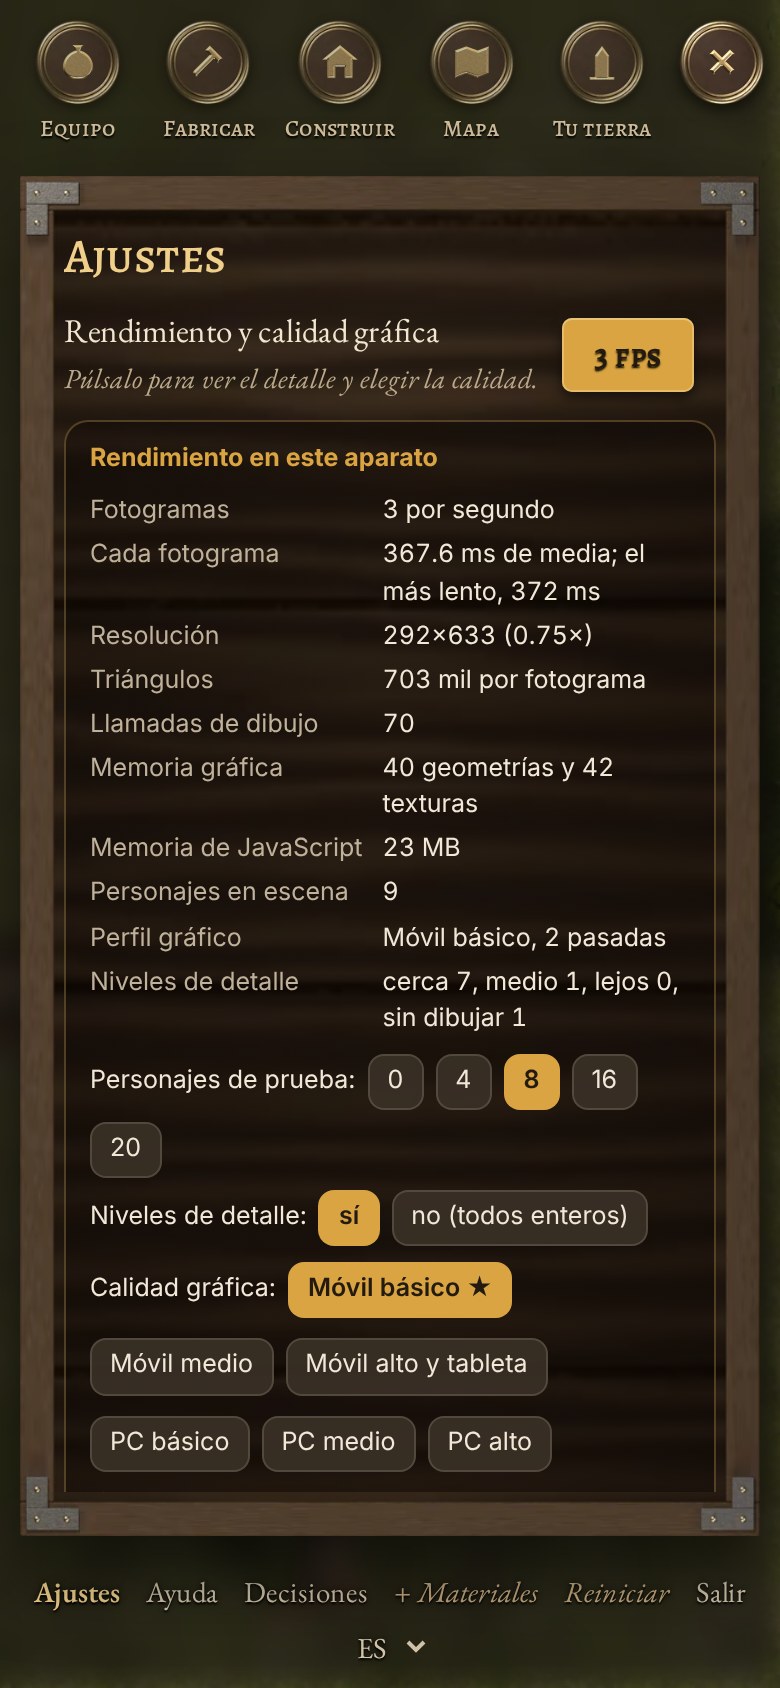 Equipo Fabricar Construir Mapa Tu tierra
Ajustes
Rendimiento y calidad gráfica
Púlsalo para ver el detalle y elegir la calidad.
3 FPS
Rendimiento en este aparato
Fotogramas 3 por segundo
Cada fotograma 367.6 ms de media; el
más lento, 372 ms
Resolución 292×633 (0.75×)
Triángulos 703 mil por fotograma
Llamadas de dibujo 70
Memoria gráfica 40 geometrías y 42
texturas
Memoria de JavaScript 23 MB
Personajes en escena 9
Perfil gráfico Móvil básico, 2 pasadas
Niveles de detalle cerca 7, medio 1, lejos 0,
sin dibujar 1
Personajes de prueba: 0 4 8 16
20
Niveles de detalle: sí no (todos enteros)
Calidad gráfica: Móvil básico ★
Móvil medio Móvil alto y tableta
PC básico PC medio PC alto
Ajustes Ayuda Decisiones + Materiales Reiniciar Salir
ES